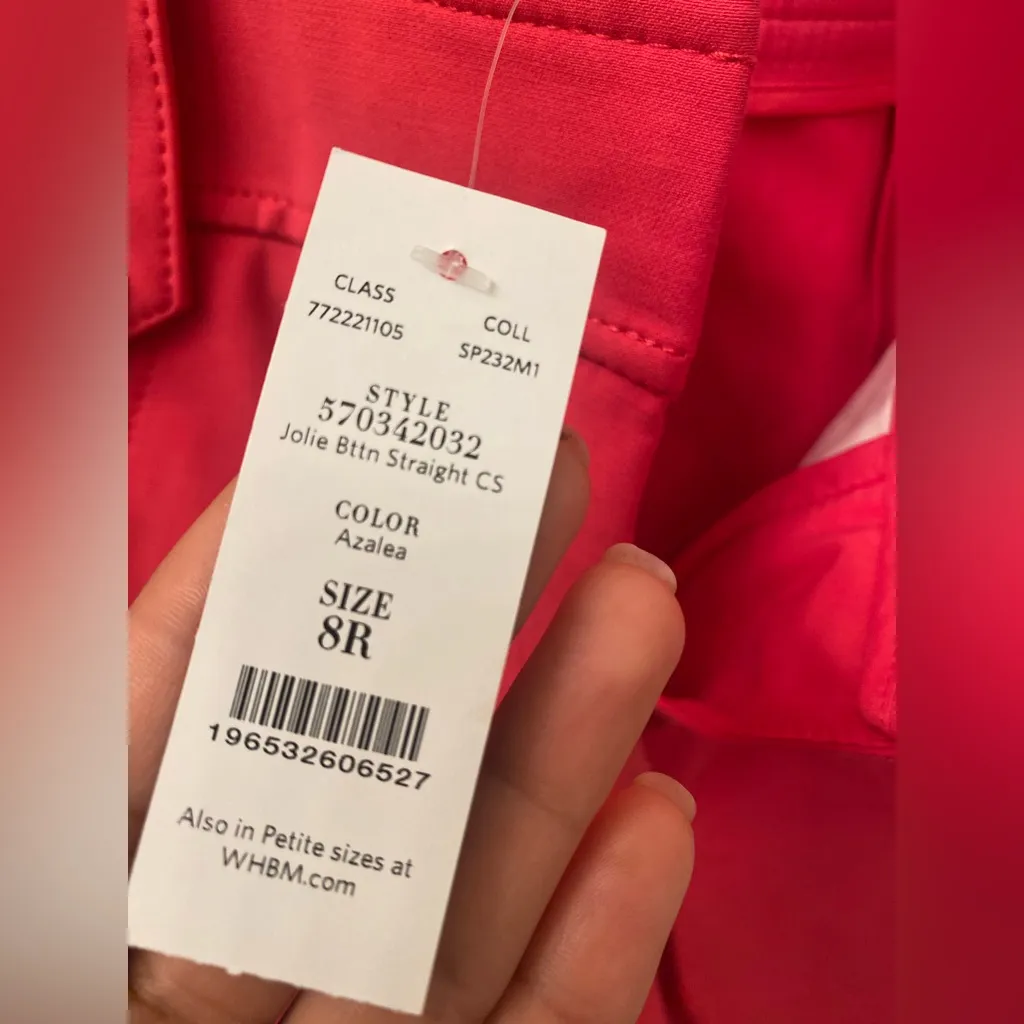 CLASS
772221105
COLL
SP232M1
STYLE
570342032
Jolie Bttn Straight CS
COLOR
Azalea
SIZE
8R
196532606527
Also in Petite sizes at
WHBM.com